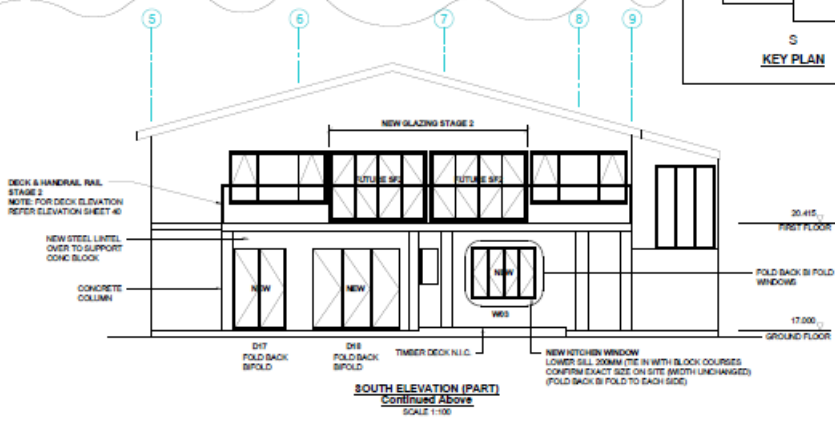 5
6
7
8
9
S
KEY PLAN
NEW GLAZING STAGE 2
FUTURE SF2
FUTURE SF2
DECK & HANDRAIL RAIL
STAGE 2
NOTE: FOR DECK ELEVATION
REFER ELEVATION SHEET 40
20.415
FIRST FLOOR
NEW STEEL LINTEL
OVER TO SUPPORT
CONC BLOCK
CONCRETE
COLUMN
NEW
NEW
NEW
FOLD BACK BI FOLD
WINDOWS
W03
17.000
GROUND FLOOR
D17
FOLD BACK
BIFOLD
D18
FOLD BACK
BIFOLD
TIMBER DECK N.I.C.
NEW KITCHEN WINDOW
LOWER SILL 200MM (TIE IN WITH BLOCK COURSES
CONFIRM EXACT SIZE ON SITE (WIDTH UNCHANGED)
(FOLD BACK BI FOLD TO EACH SIDE)
SOUTH ELEVATION (PART)
Continued Above
SCALE 1:100